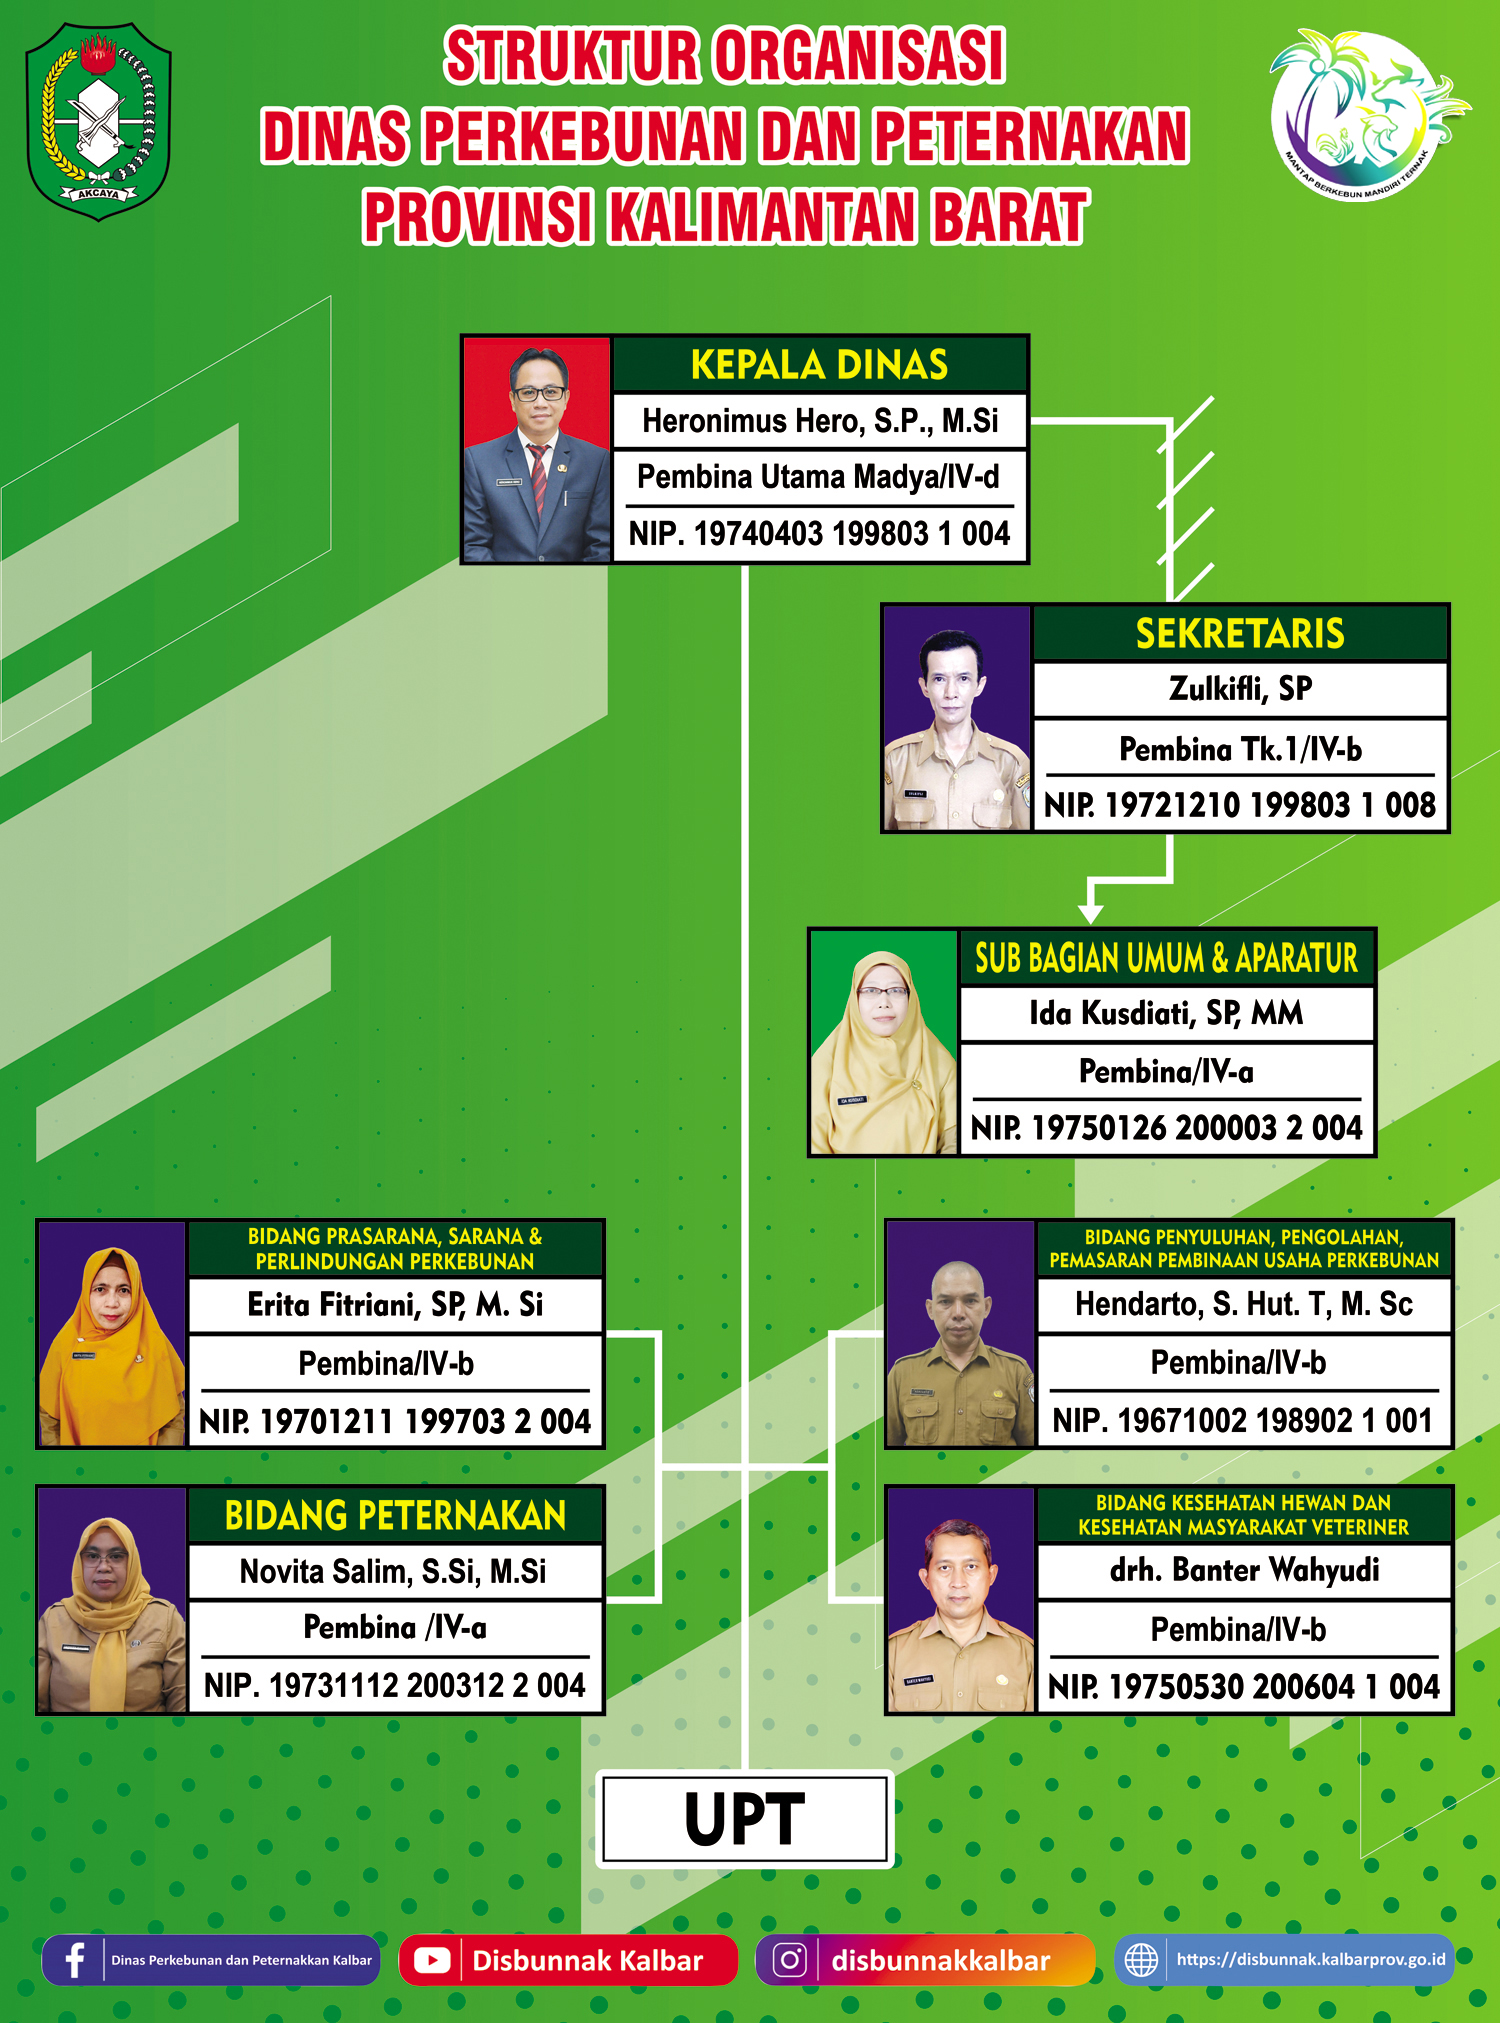 STRUKTUR ORGANISASI
DINAS PERKEBUNAN DAN PETERNAKAN
PROVINSI KALIMANTAN BARAT
AKCAYA
MANTAP BERKEBUN MANDIRI TERNAK
KEPALA DINAS
Heronimus Hero, S.P., M.Si
Pembina Utama Madya/IV-d
NIP. 19740403 199803 1 004
SEKRETARIS
Zulkifli, SP
Pembina Tk.1/IV-b
NIP. 19721210 199803 1 008
SUB BAGIAN UMUM & APARATUR
Ida Kusdiati, SP, MM
Pembina/IV-a
NIP. 19750126 200003 2 004
BIDANG PRASARANA, SARANA &
PERLINDUNGAN PERKEBUNAN
Erita Fitriani, SP, M. Si
Pembina/IV-b
NIP. 19701211 199703 2 004
BIDANG PENYULUHAN, PENGOLAHAN,
PEMASARAN PEMBINAAN USAHA PERKEBUNAN
Hendarto, S. Hut. T, M. Sc
Pembina/IV-b
NIP. 19671002 198902 1 001
BIDANG PETERNAKAN
Novita Salim, S.Si, M.Si
Pembina /IV-a
NIP. 19731112 200312 2 004
BIDANG KESEHATAN HEWAN DAN
KESEHATAN MASYARAKAT VETERINER
drh. Banter Wahyudi
Pembina/IV-b
NIP. 19750530 200604 1 004
UPT
Dinas Perkebunan dan Peternakkan Kalbar
Disbunnak Kalbar
disbunnakkalbar
https://disbunnak.kalbarprov.go.id